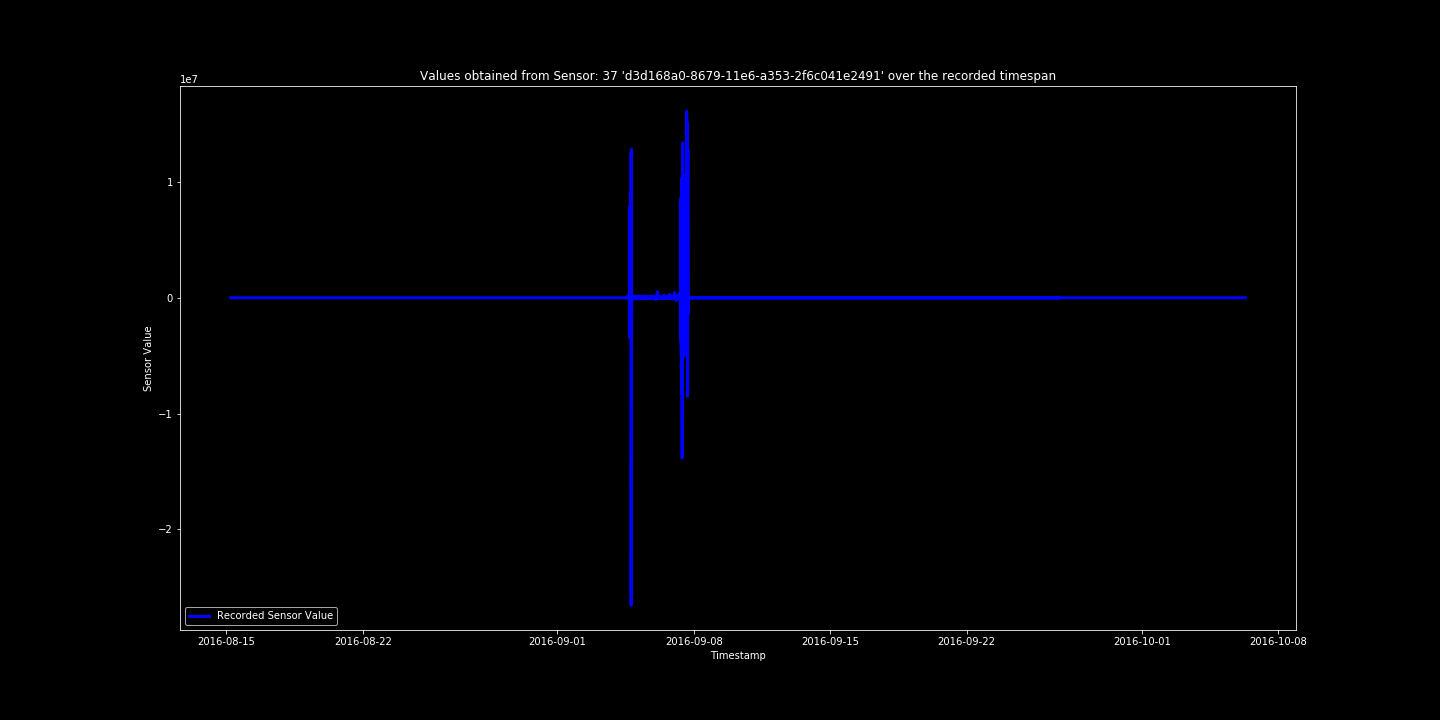 Values obtained from Sensor: 37 'd3d168a0-8679-11e6-a353-2f6c041e2491' over the recorded timespan
1e7
1
0
−1
−2
Sensor Value
Recorded Sensor Value
2016-08-15 2016-08-22 2016-09-01 2016-09-08 2016-09-15 2016-09-22 2016-10-01 2016-10-08
Timestamp